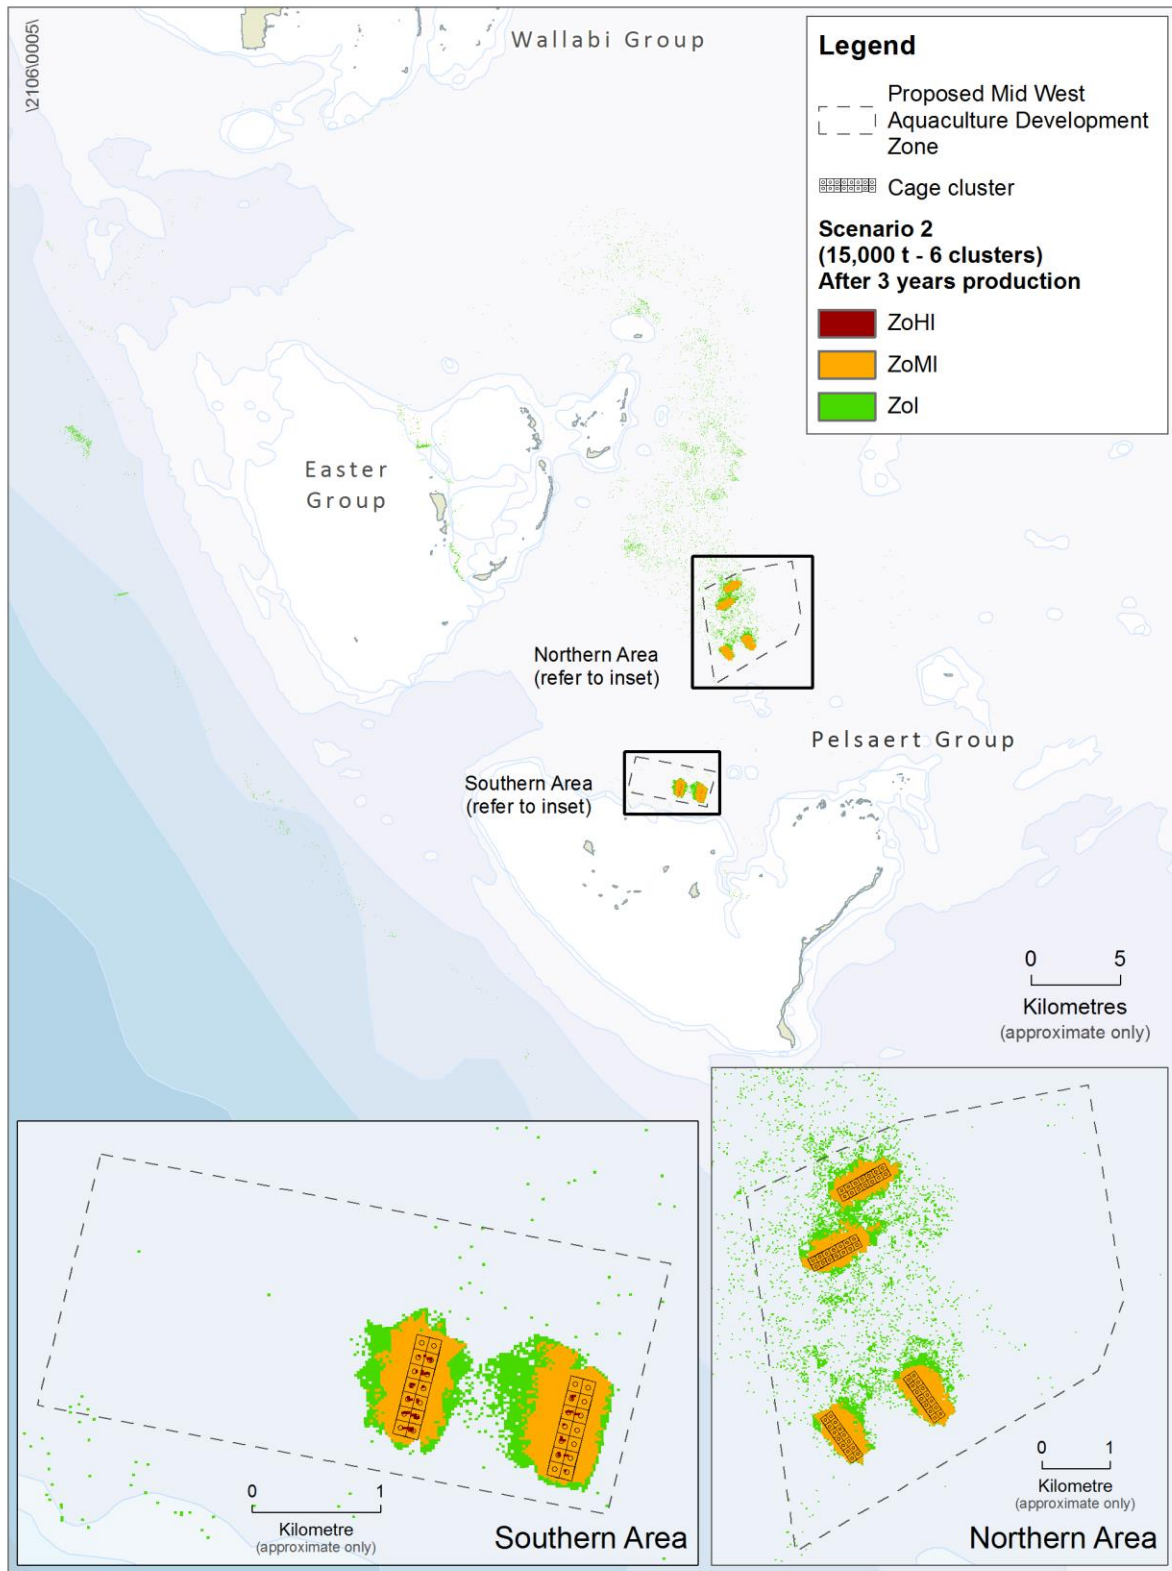 \2106\0005\
Wallabi Group
Legend
Proposed Mid West
Aquaculture Development
Zone
Cage cluster
Scenario 2
(15,000 t - 6 clusters)
After 3 years production
ZoHI
ZoMI
ZoI
Easter
Group
Northern Area
(refer to inset)
Pelsaert Group
Southern Area
(refer to inset)
0 5
Kilometres
(approximate only)
0 1
Kilometre
(approximate only)
Southern Area
0 1
Kilometre
(approximate only)
Northern Area